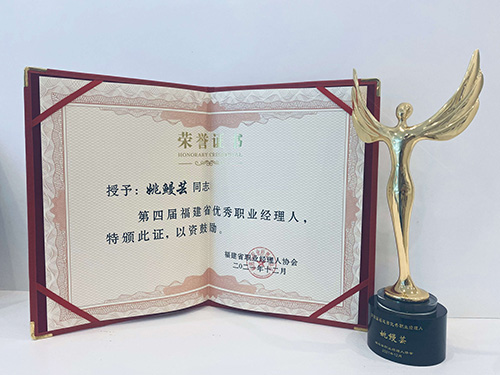 荣誉证书
HONORARY CREDENTIAL
授予：姚鳗芸 同志
第四届福建省优秀职业经理人，
特颁此证，以资鼓励。
福建省职业经理人协会
二〇二一年十二月
姚鳗芸